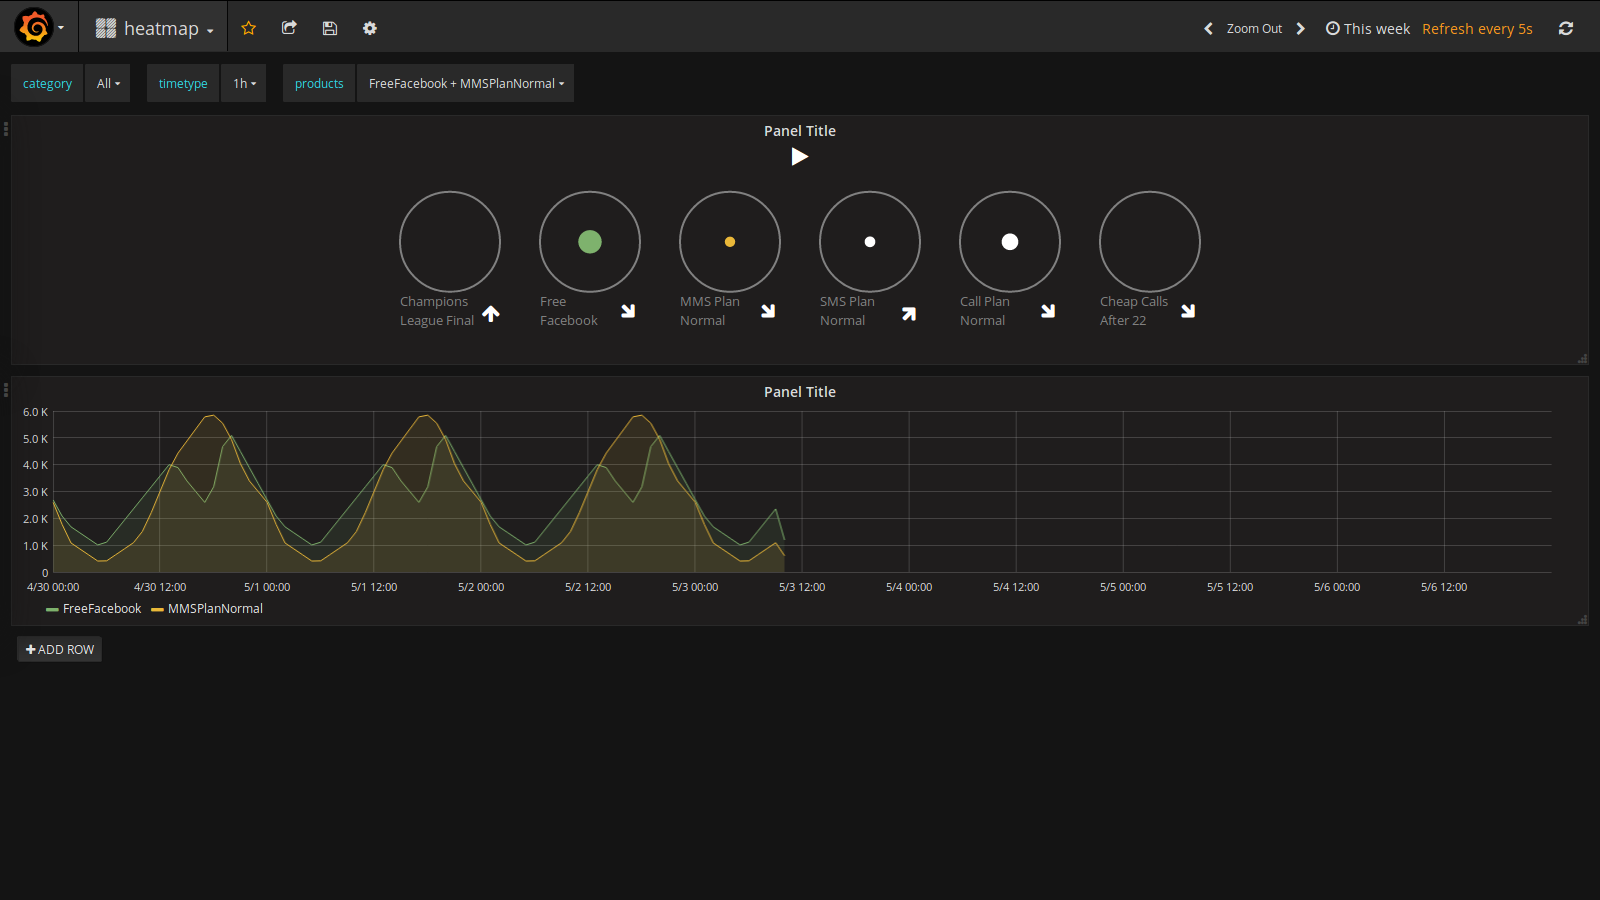 heatmap
Zoom Out
This week
Refresh every 5s
category
All
timetype
1h
products
FreeFacebook + MMSPlanNormal
Panel Title
Champions
League Final
Free
Facebook
MMS Plan
Normal
SMS Plan
Normal
Call Plan
Normal
Cheap Calls
After 22
Panel Title
6.0 K
5.0 K
4.0 K
3.0 K
2.0 K
1.0 K
0
4/30 00:00
4/30 12:00
5/1 00:00
5/1 12:00
5/2 00:00
5/2 12:00
5/3 00:00
5/3 12:00
5/4 00:00
5/4 12:00
5/5 00:00
5/5 12:00
5/6 00:00
5/6 12:00
FreeFacebook
MMSPlanNormal
ADD ROW